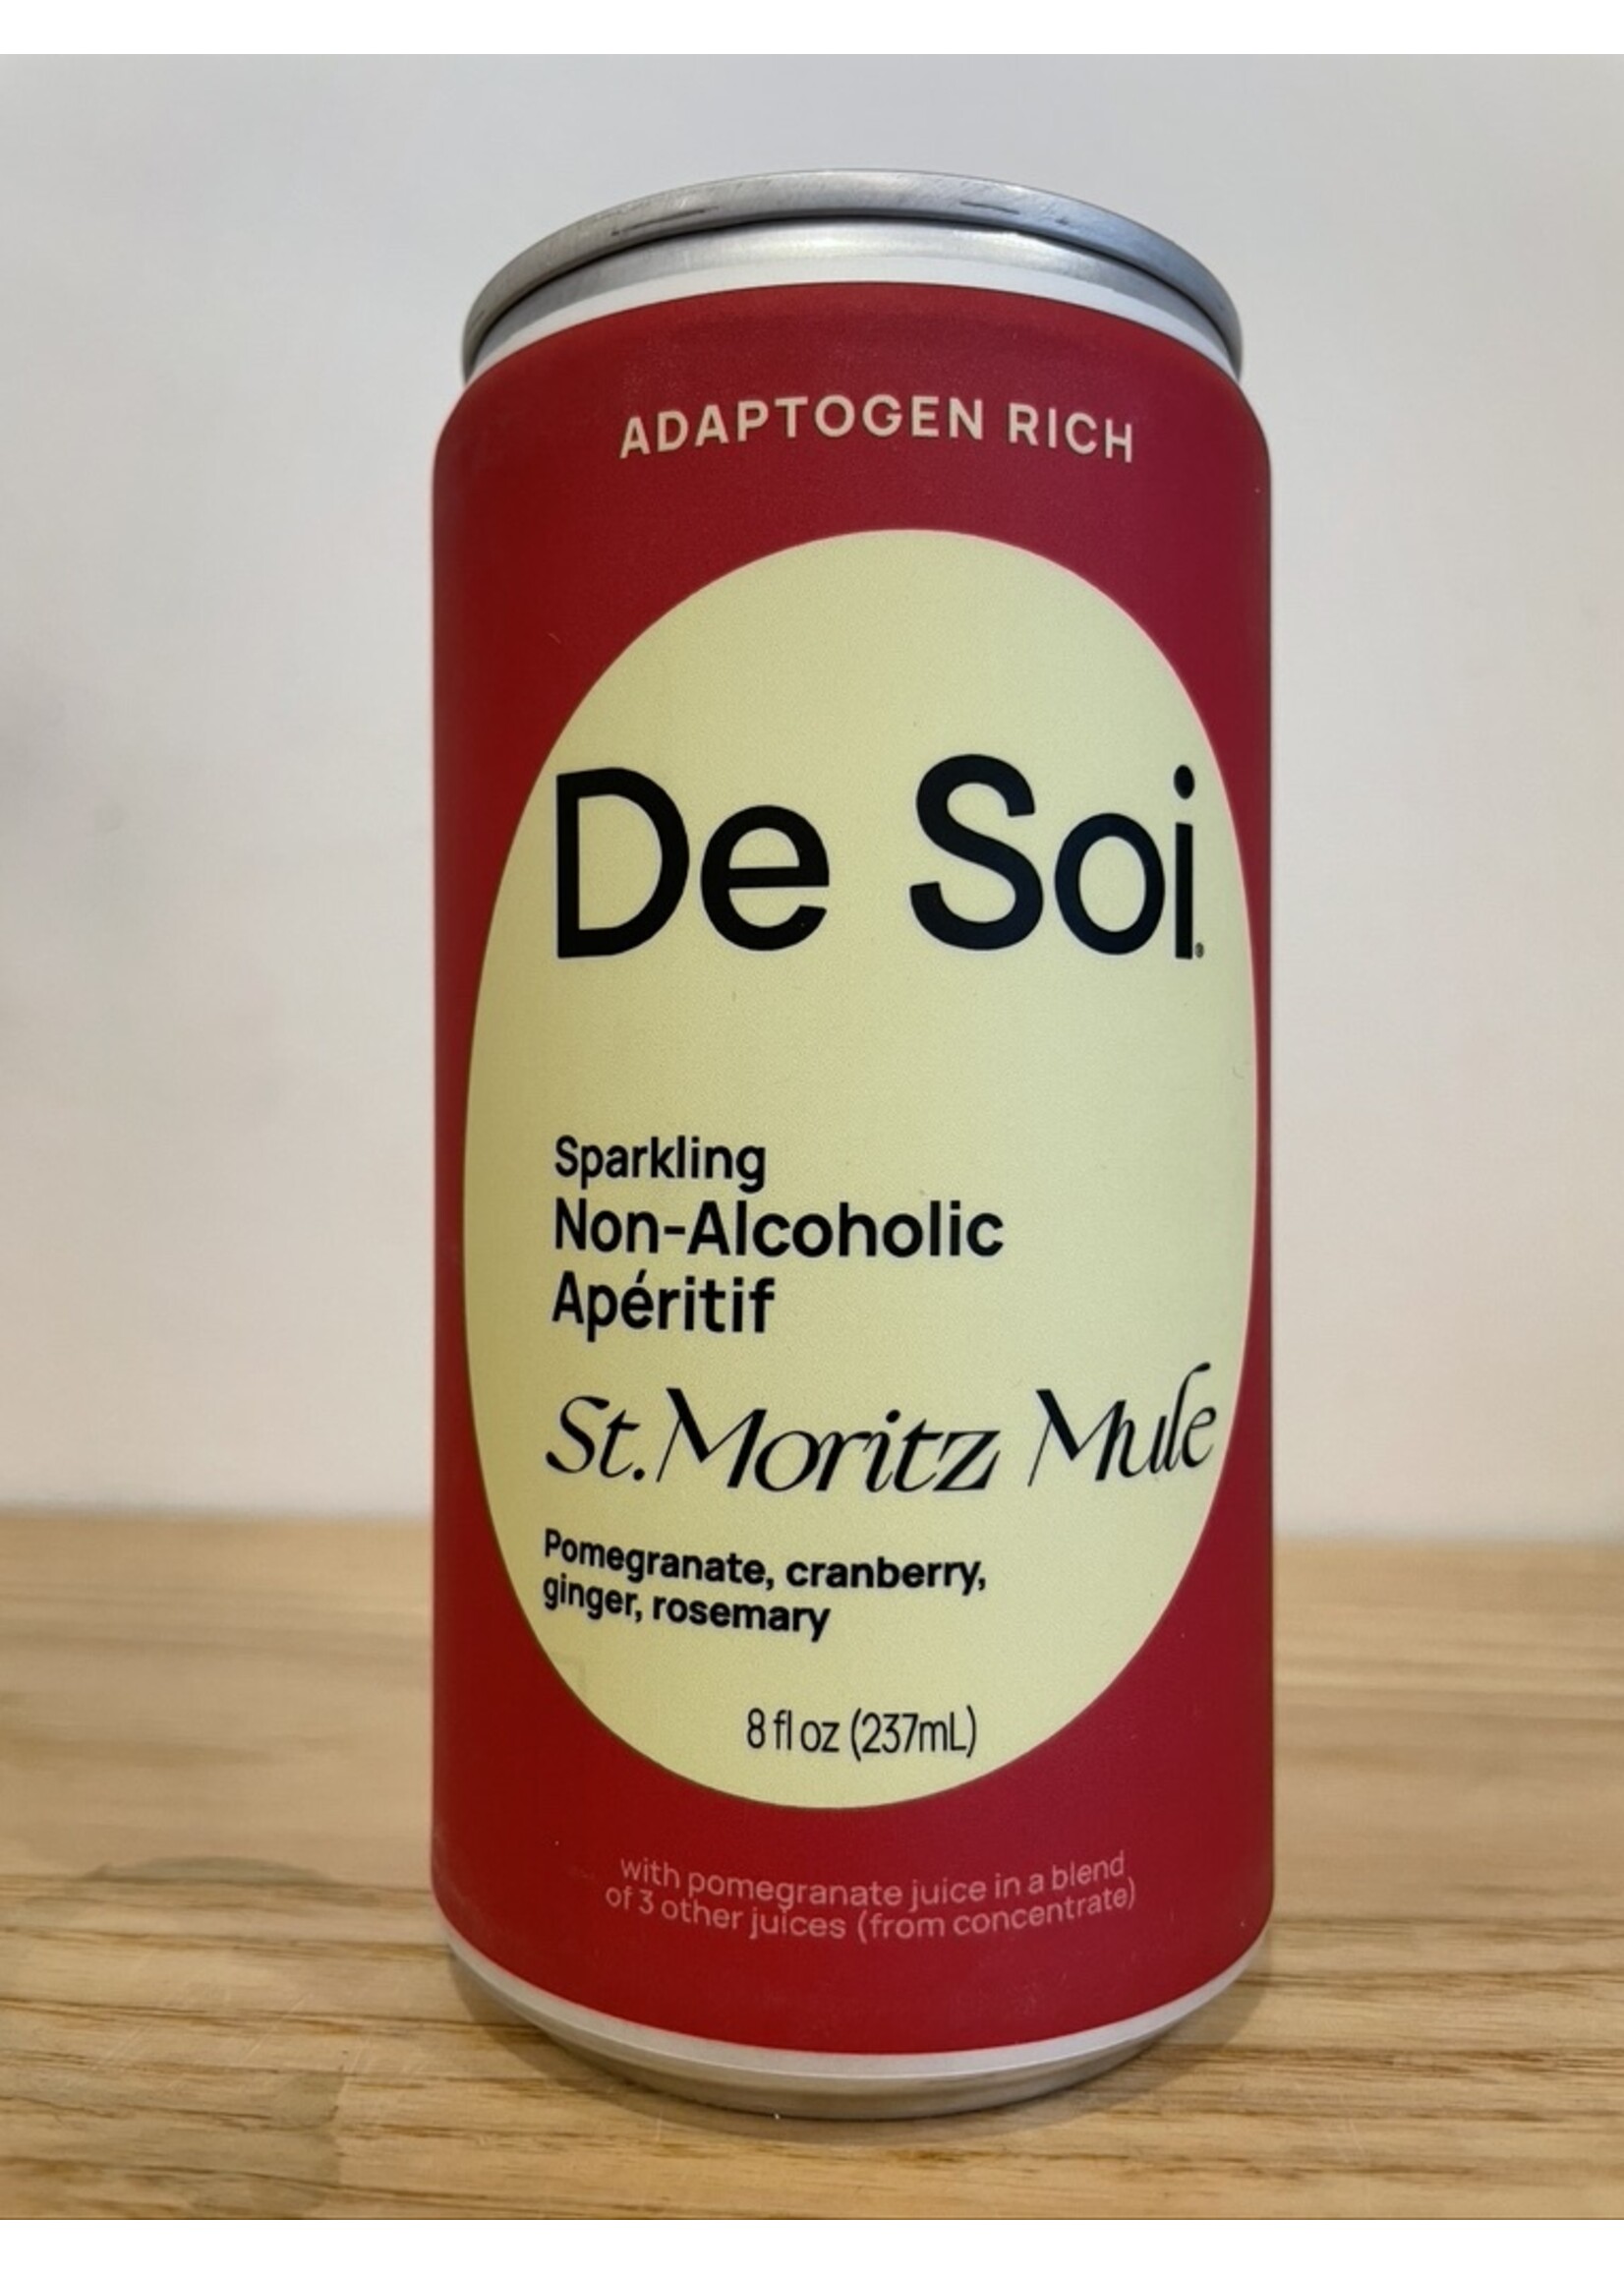 ADAPTOGEN RICH
De Soi®
Sparkling
Non-Alcoholic
Apéritif
St. Moritz Mule
Pomegranate, cranberry,
ginger, rosemary
8 fl oz (237mL)
with pomegranate juice in a blend
of 3 other juices (from concentrate)